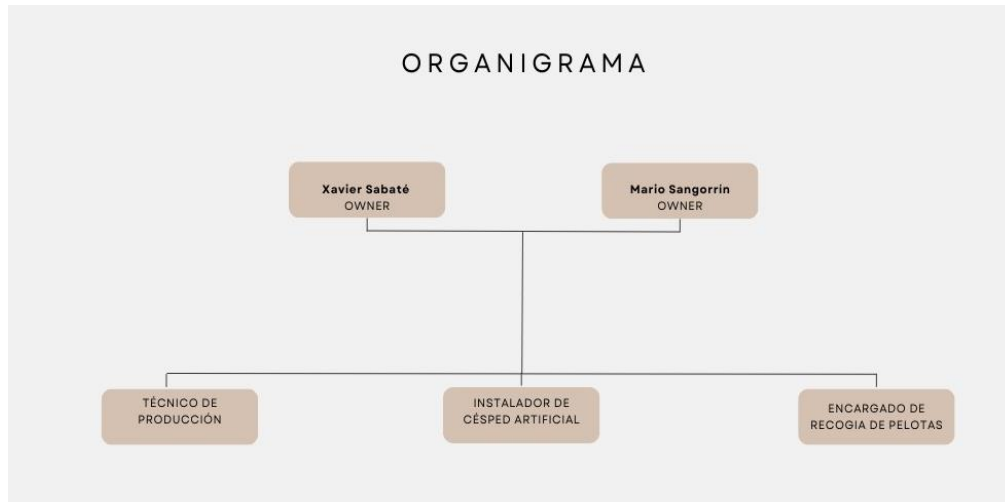 ORGANIGRAMA
Xavier Sabaté
OWNER
Mario Sangorrín
OWNER
TÉCNICO DE
PRODUCCIÓN
INSTALADOR DE
CÉSPED ARTIFICIAL
ENCARGADO DE
RECOGIA DE PELOTAS